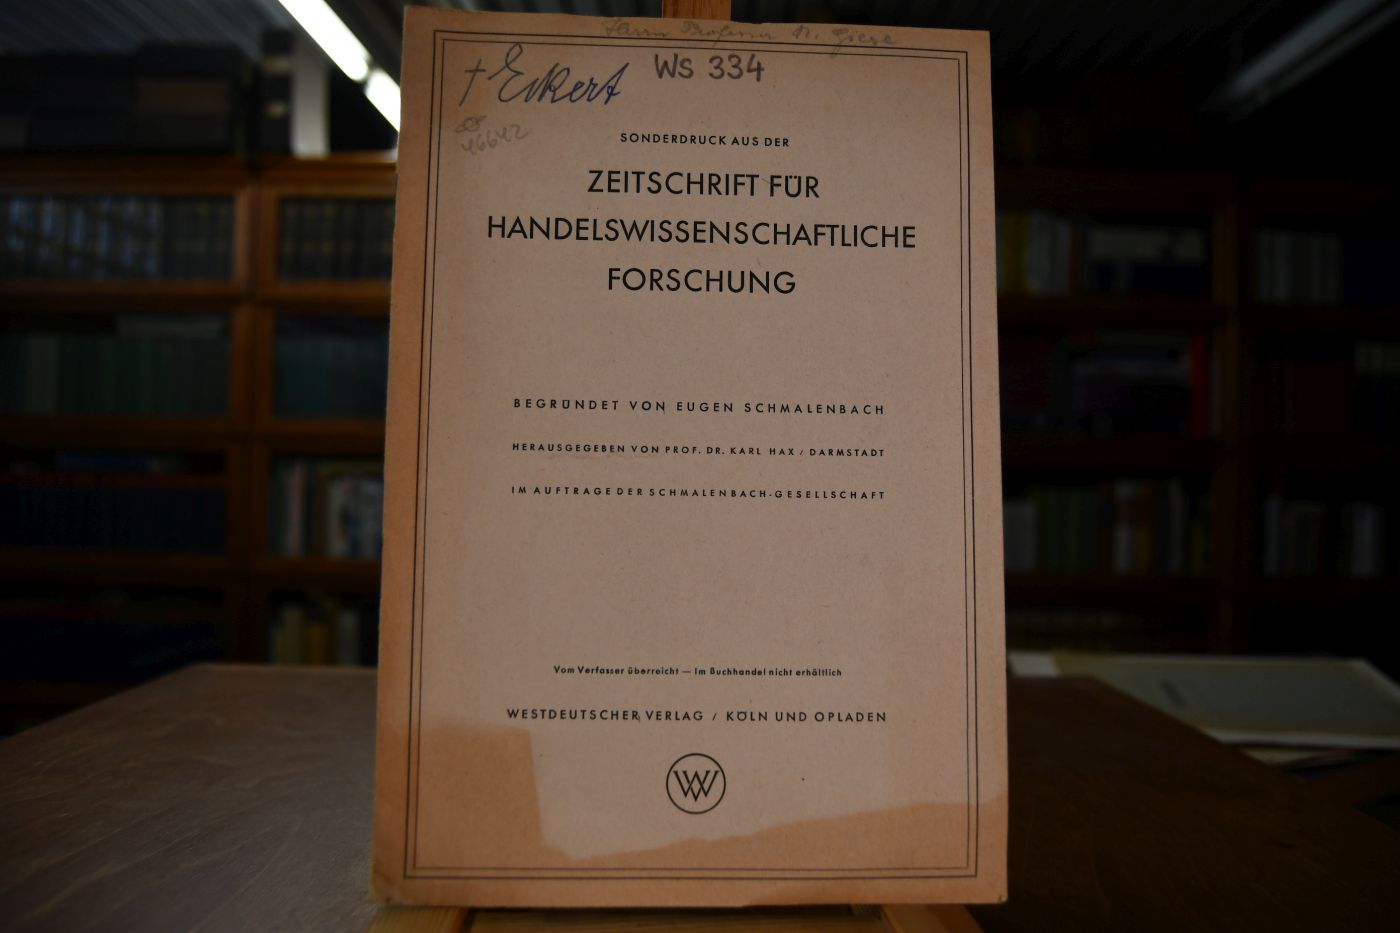 Herrn Professor
† Eckert
WS 334
46642
SONDERDRUCK AUS DER
ZEITSCHRIFT FÜR
HANDELSWISSENSCHAFTLICHE
FORSCHUNG
BEGRÜNDET VON EUGEN SCHMALENBACH
HERAUSGEGEBEN VON PROF. DR. KARL HAX / DARMSTADT
IM AUFTRAGE DER SCHMALENBACH-GESELLSCHAFT
Vom Verfasser überreicht — Im Buchhandel nicht erhältlich
WESTDEUTSCHER VERLAG / KÖLN UND OPLADEN